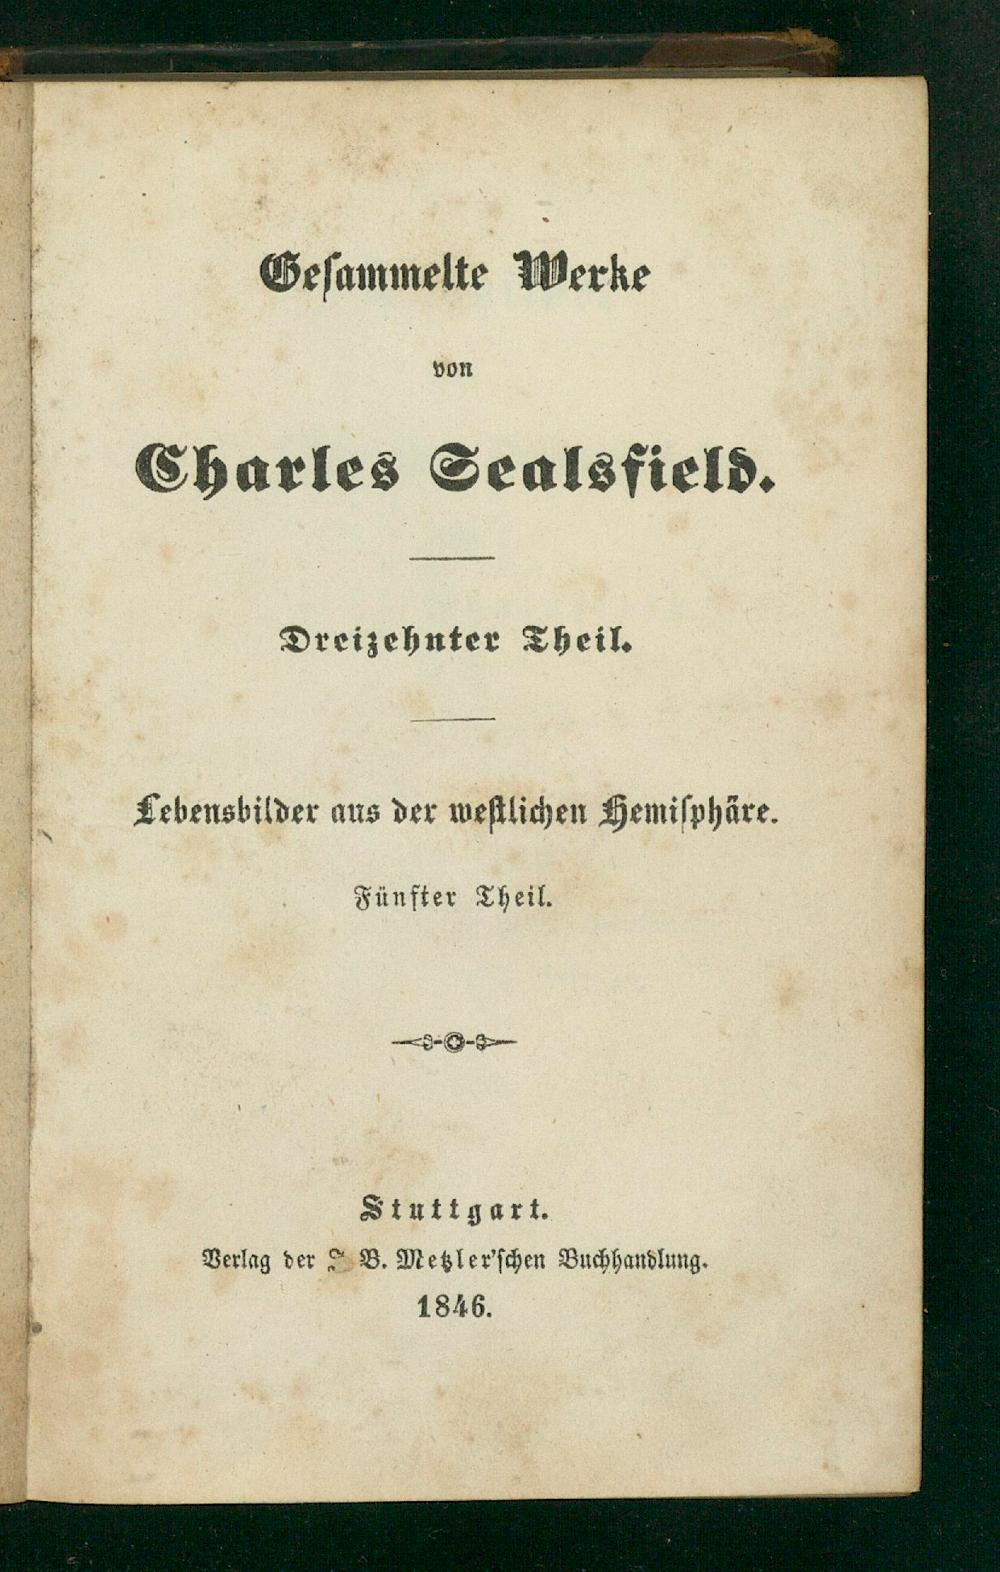 Gesammelte Werke
von
Charles Sealsfield.
Dreizehnter Theil.
Lebensbilder aus der westlichen Hemisphäre.
Fünfter Theil.
Stuttgart.
Verlag der J. B. Metzler'schen Buchhandlung.
1846.